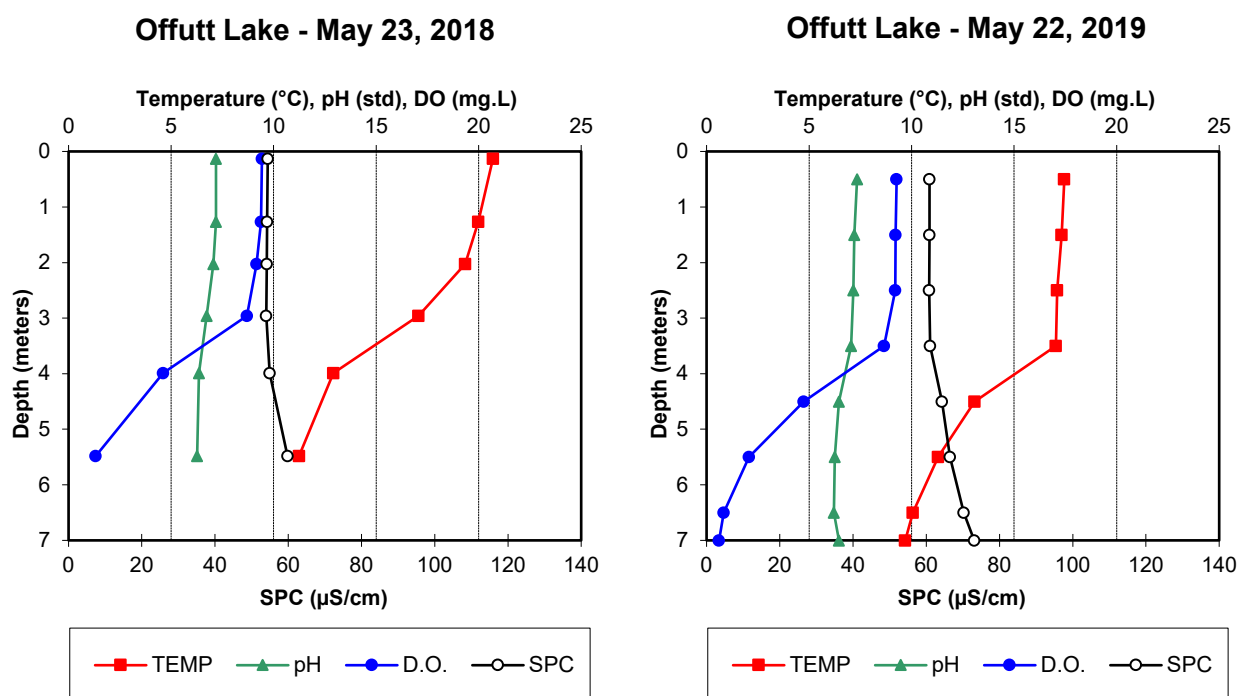 Offutt Lake - May 23, 2018
Temperature (°C), pH (std), DO (mg.L)
0 5 10 15 20 25
0
1
2
3
4
5
6
7
Depth (meters)
0 20 40 60 80 100 120 140
SPC (µS/cm)
TEMP pH D.O. SPC
Offutt Lake - May 22, 2019
Temperature (°C), pH (std), DO (mg.L)
0 5 10 15 20 25
0
1
2
3
4
5
6
7
Depth (meters)
0 20 40 60 80 100 120 140
SPC (µS/cm)
TEMP pH D.O. SPC